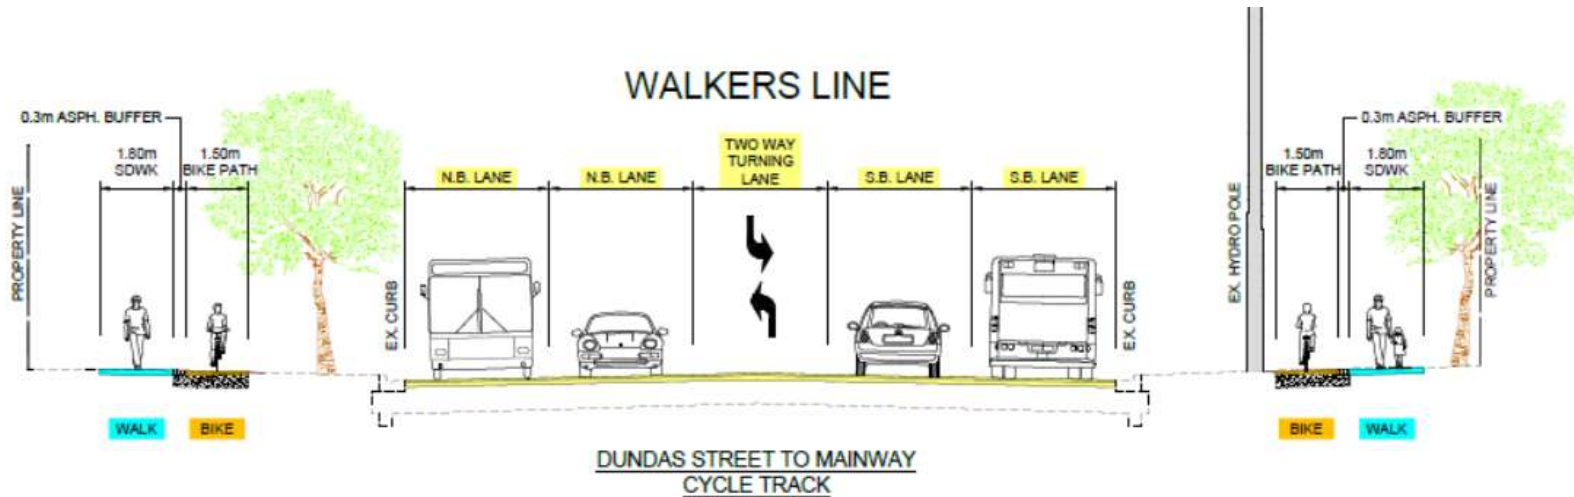 WALKERS LINE
0.3m ASPH. BUFFER
1.80m
SDWK
1.50m
BIKE PATH
PROPERTY LINE
EX. CURB
N.B. LANE
N.B. LANE
TWO WAY
TURNING
LANE
S.B. LANE
S.B. LANE
EX. CURB
EX. HYDRO POLE
0.3m ASPH. BUFFER
1.50m
BIKE PATH
1.80m
SDWK
PROPERTY LINE
WALK
BIKE
BIKE
WALK
DUNDAS STREET TO MAINWAY
CYCLE TRACK